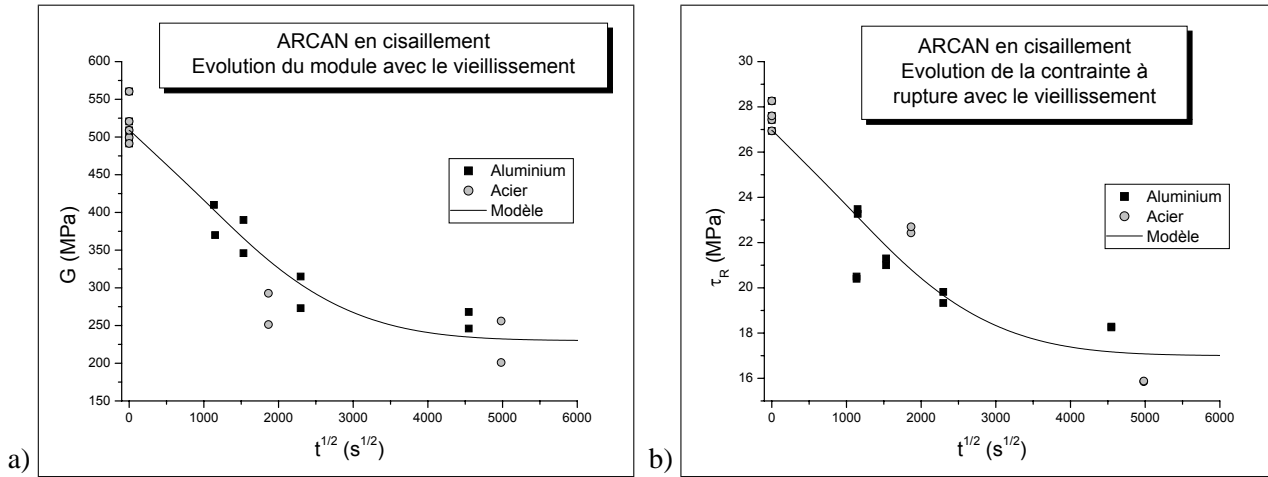 ARCAN en cisaillement
Evolution du module avec le vieillissement
600
550
500
450
400
350
300
250
200
150
G (MPa)
Aluminium
Acier
Modèle
0 1000 2000 3000 4000 5000 6000
t^1/2 (s^1/2)
a)
ARCAN en cisaillement
Evolution de la contrainte à
rupture avec le vieillissement
30
28
26
24
22
20
18
16
τR (MPa)
Aluminium
Acier
Modèle
0 1000 2000 3000 4000 5000 6000
t^1/2 (s^1/2)
b)